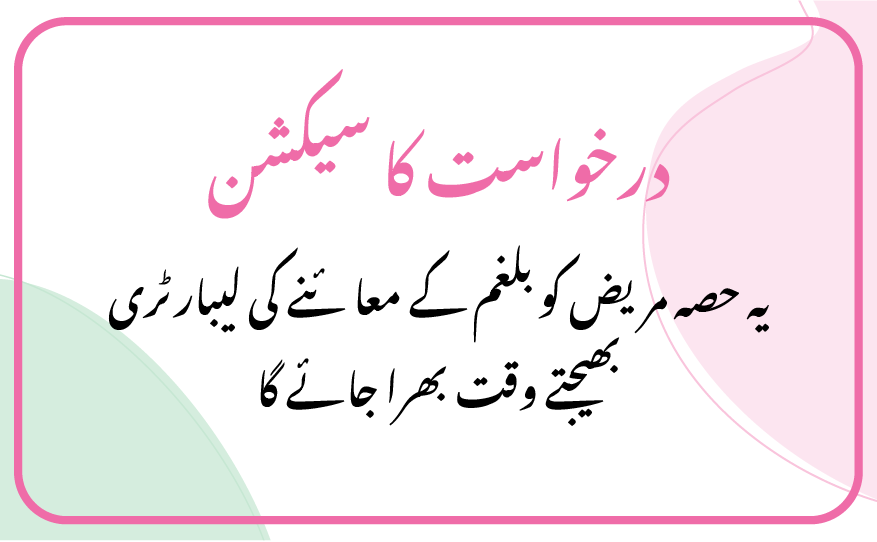 درخواست کا سیکشن
یہ حصہ مریض کو بلغم کے معائنے کی لیبارٹری
بھیجتے وقت بھرا جائے گا